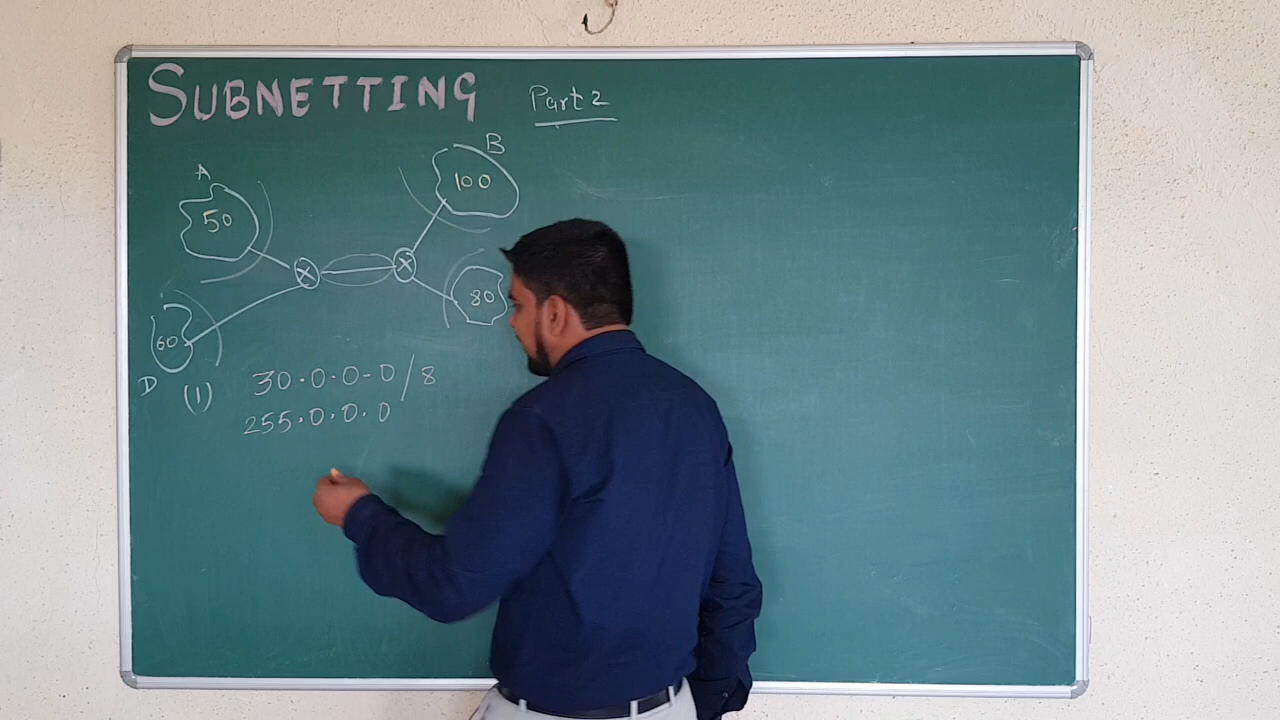 SUBNETTING Part 2
A
B
50
100
X X
80
60
D
(1) 30.0.0.0/8
255.0.0.0